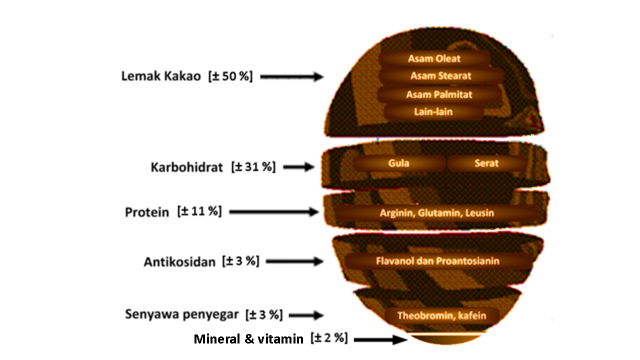 Asam Oleat
Lemak Kakao [± 50 %]
Asam Stearat
Asam Palmitat
Lain-lain
Karbohidrat [± 31 %]
Gula
Serat
Protein [± 11 %]
Arginin, Glutamin, Leusin
Antikosidan [± 3 %]
Flavanol dan Proantosianin
Senyawa penyegar [± 3 %]
Theobromin, kafein
Mineral & vitamin [± 2 %]